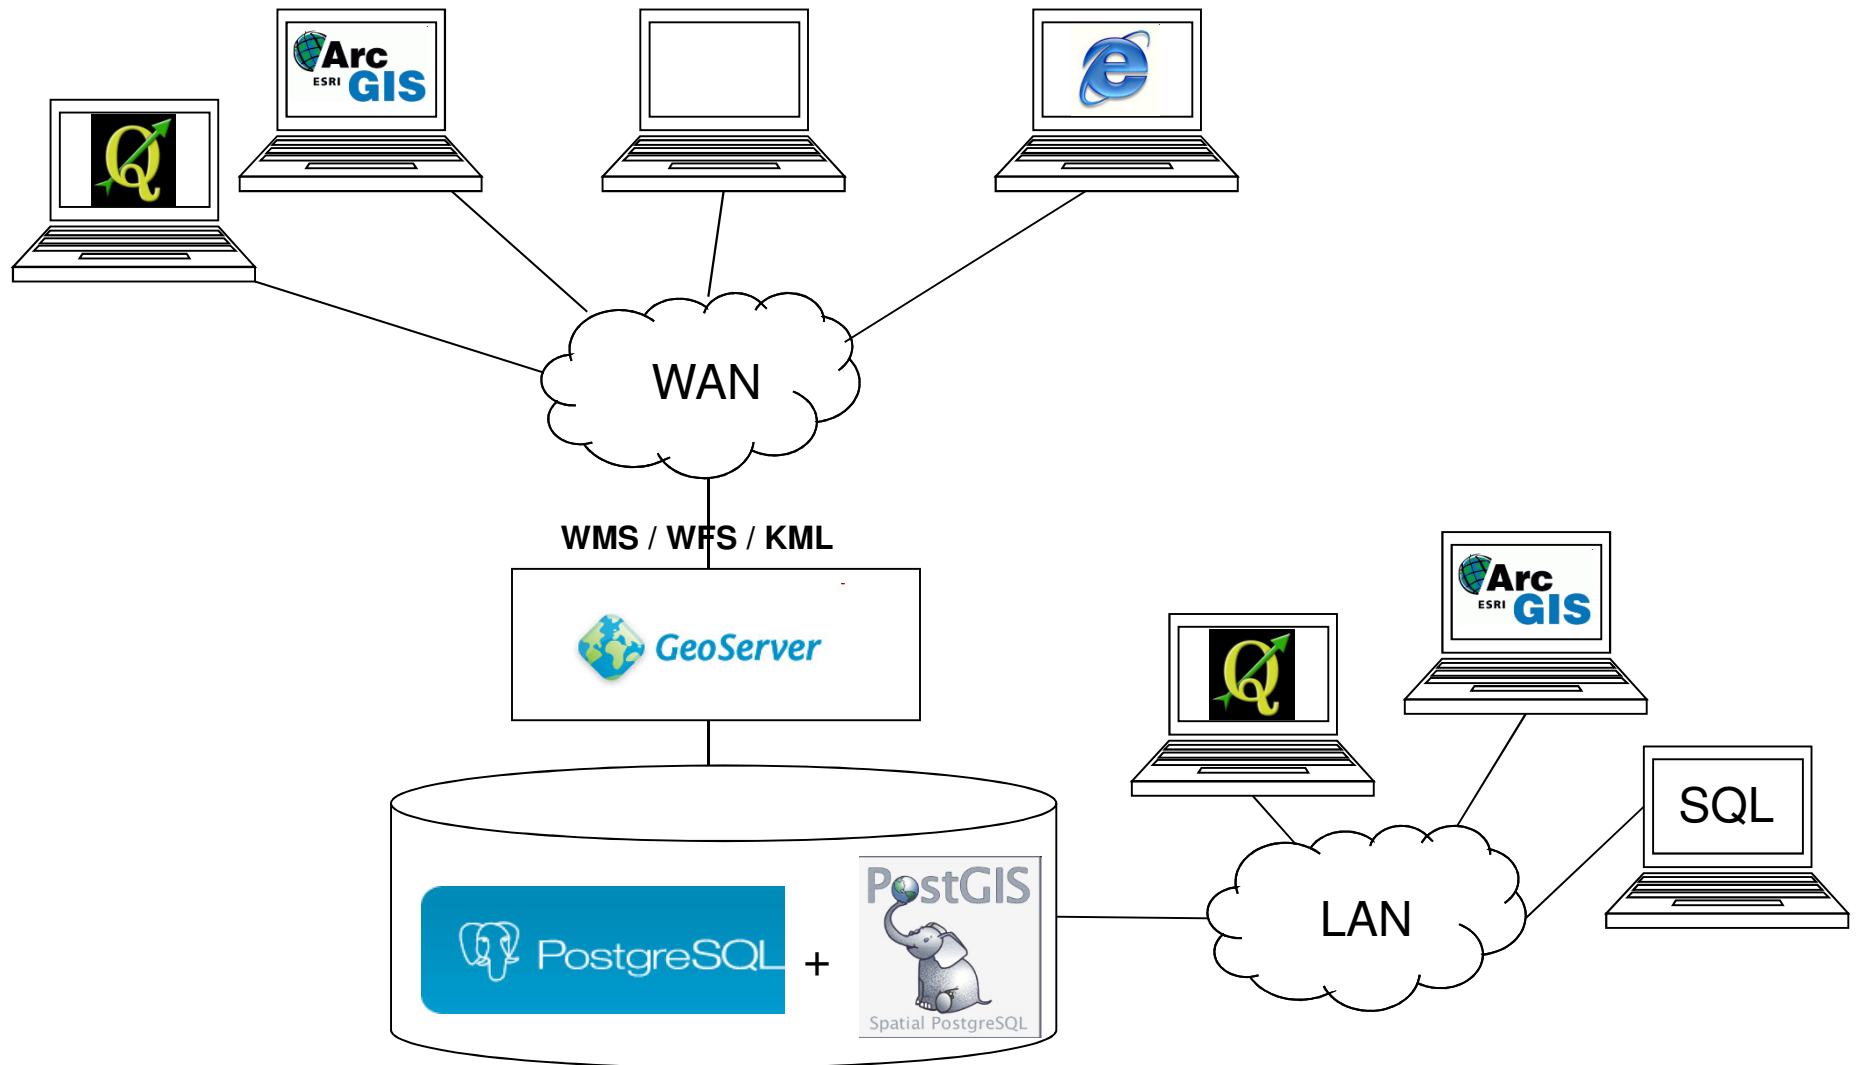 Arc
ESRI GIS
Q
e
WAN
WMS / WFS / KML
GeoServer
Arc
ESRI GIS
Q
SQL
PostgreSQL
+
PostGIS
Spatial PostgreSQL
LAN